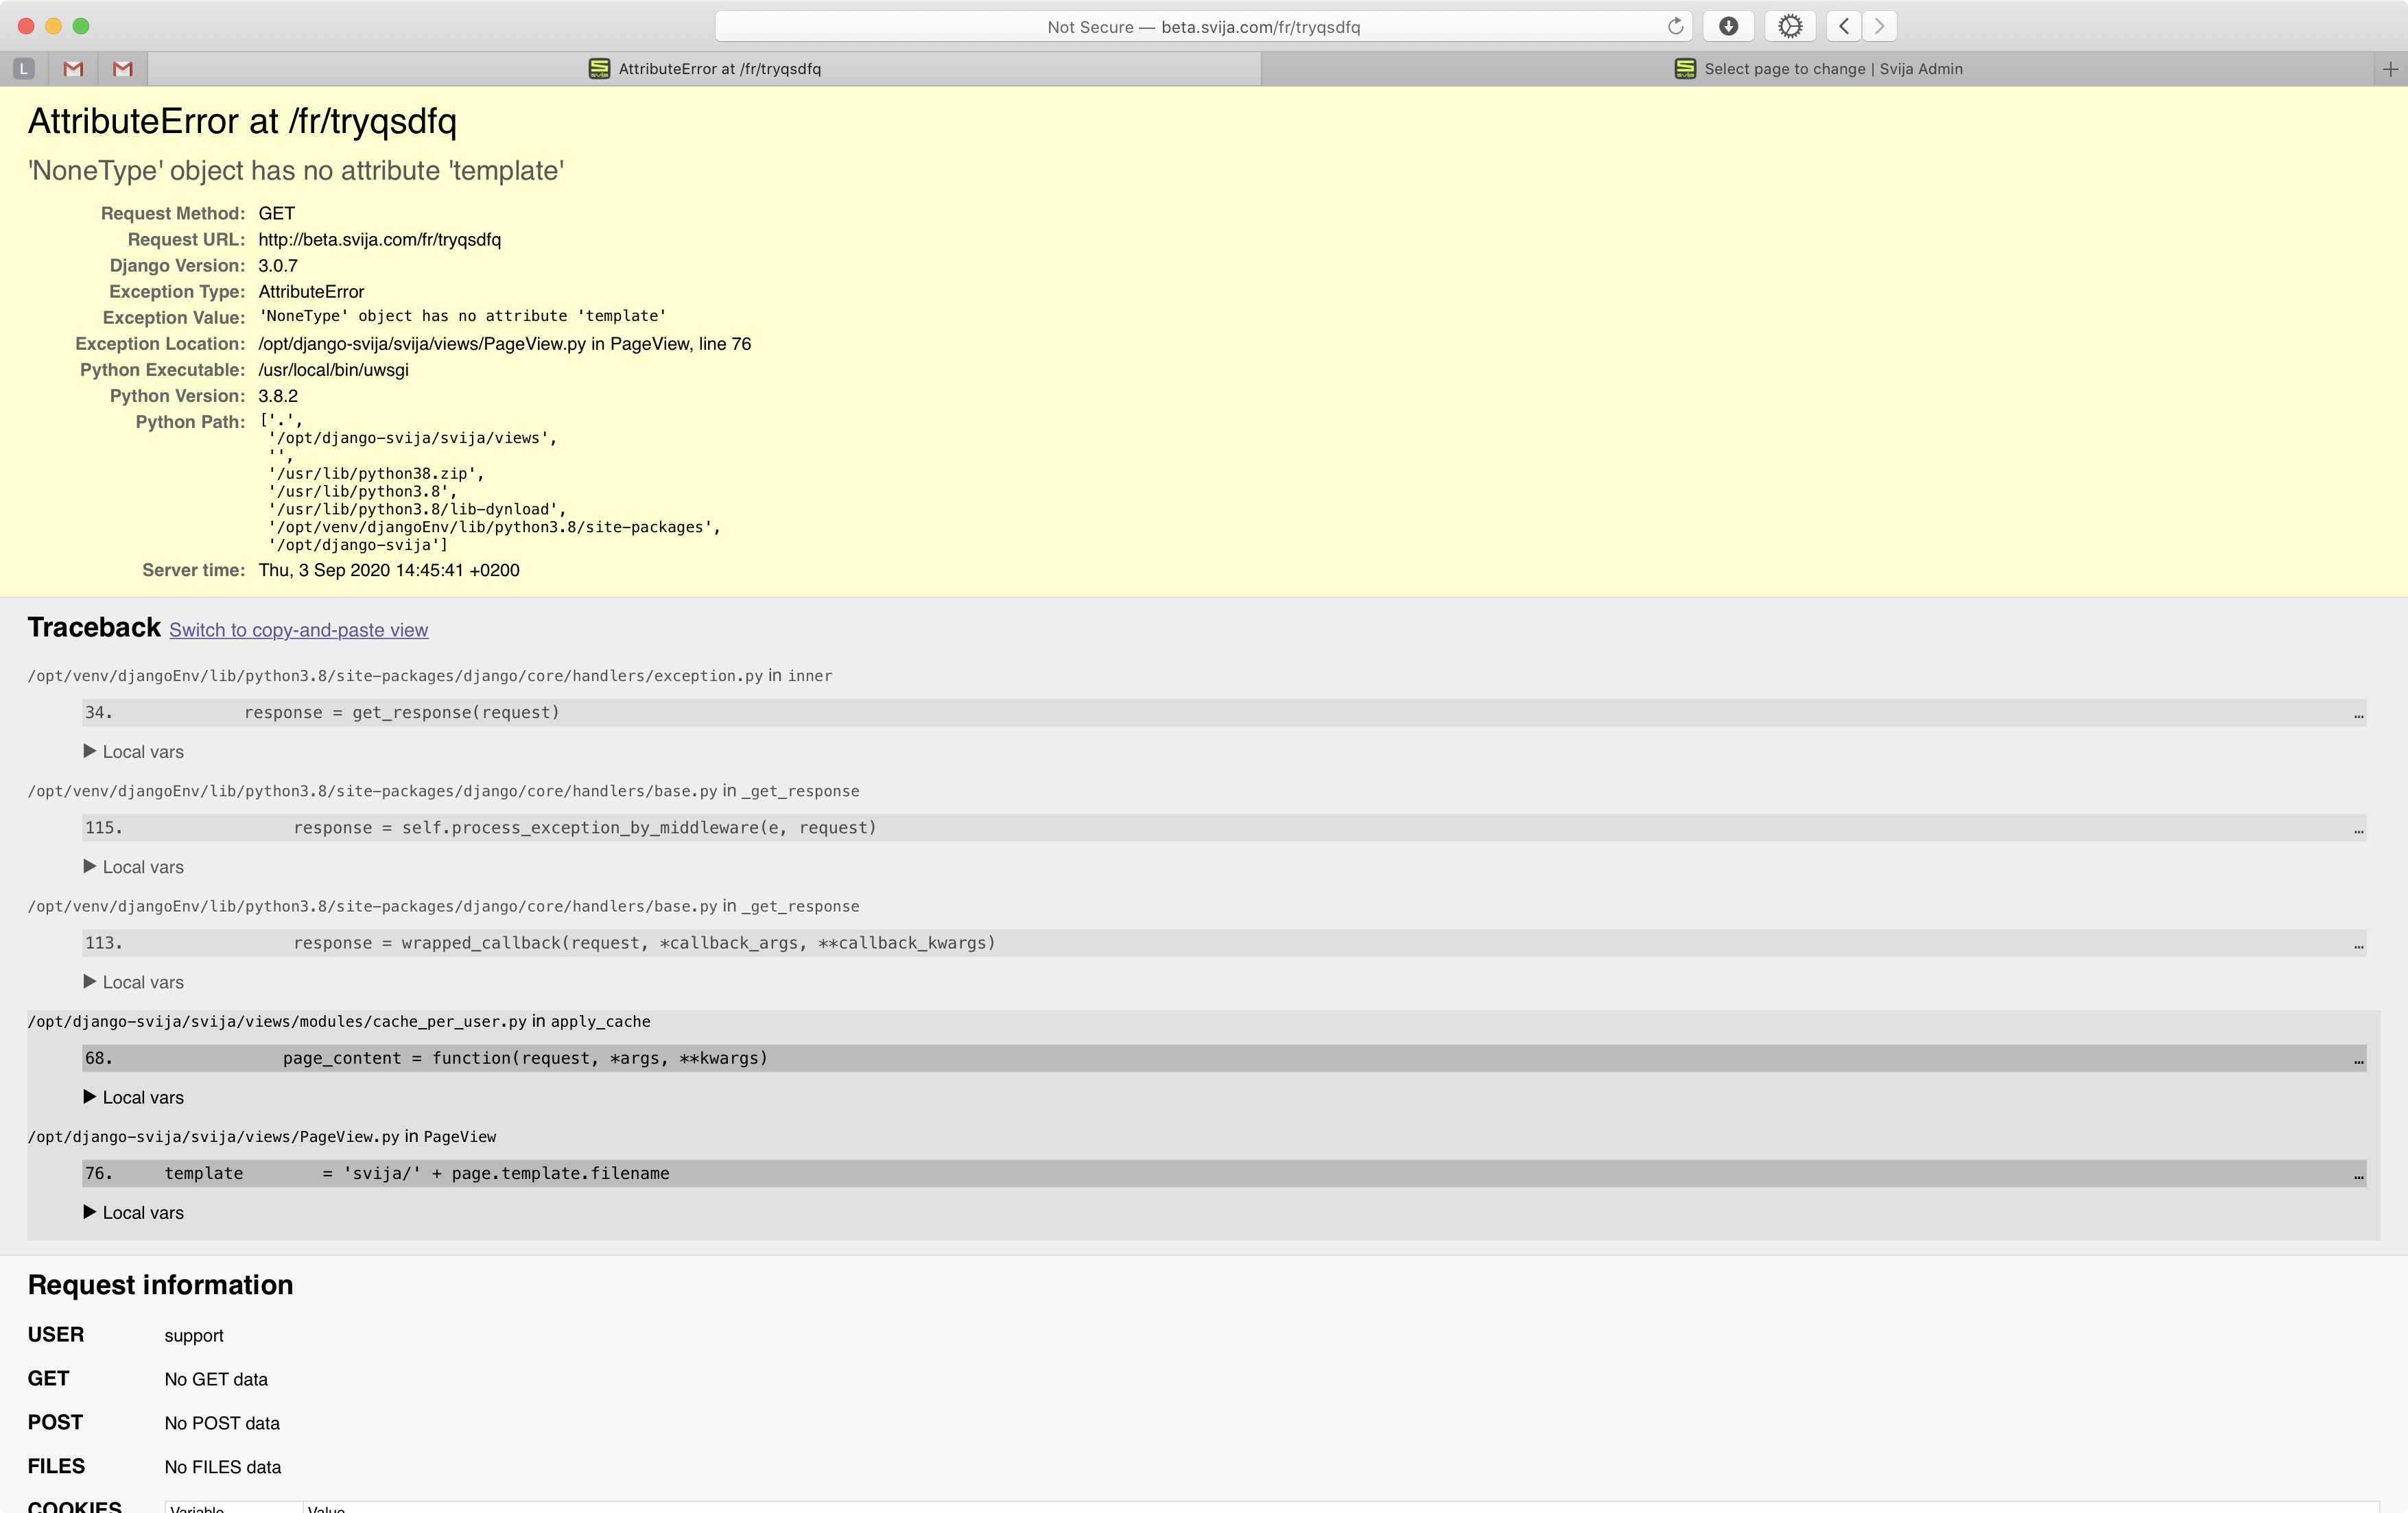 Not Secure — beta.svija.com/fr/tryqsdfq
L
AttributeError at /fr/tryqsdfq
Select page to change | Svija Admin
AttributeError at /fr/tryqsdfq
'NoneType' object has no attribute 'template'
Request Method: GET
Request URL: http://beta.svija.com/fr/tryqsdfq
Django Version: 3.0.7
Exception Type: AttributeError
Exception Value: 'NoneType' object has no attribute 'template'
Exception Location: /opt/django-svija/svija/views/PageView.py in PageView, line 76
Python Executable: /usr/local/bin/uwsgi
Python Version: 3.8.2
Python Path: ['.',
'/opt/django-svija/svija/views',
'',
'/usr/lib/python38.zip',
'/usr/lib/python3.8',
'/usr/lib/python3.8/lib-dynload',
'/opt/venv/djangoEnv/lib/python3.8/site-packages',
'/opt/django-svija']
Server time: Thu, 3 Sep 2020 14:45:41 +0200
Traceback Switch to copy-and-paste view
/opt/venv/djangoEnv/lib/python3.8/site-packages/django/core/handlers/exception.py in inner
34. response = get_response(request) …
▶ Local vars
/opt/venv/djangoEnv/lib/python3.8/site-packages/django/core/handlers/base.py in _get_response
115. response = self.process_exception_by_middleware(e, request) …
▶ Local vars
/opt/venv/djangoEnv/lib/python3.8/site-packages/django/core/handlers/base.py in _get_response
113. response = wrapped_callback(request, *callback_args, **callback_kwargs) …
▶ Local vars
/opt/django-svija/svija/views/modules/cache_per_user.py in apply_cache
68. page_content = function(request, *args, **kwargs) …
▶ Local vars
/opt/django-svija/svija/views/PageView.py in PageView
76. template = 'svija/' + page.template.filename …
▶ Local vars
Request information
USER support
GET No GET data
POST No POST data
FILES No FILES data
COOKIES Variable Value